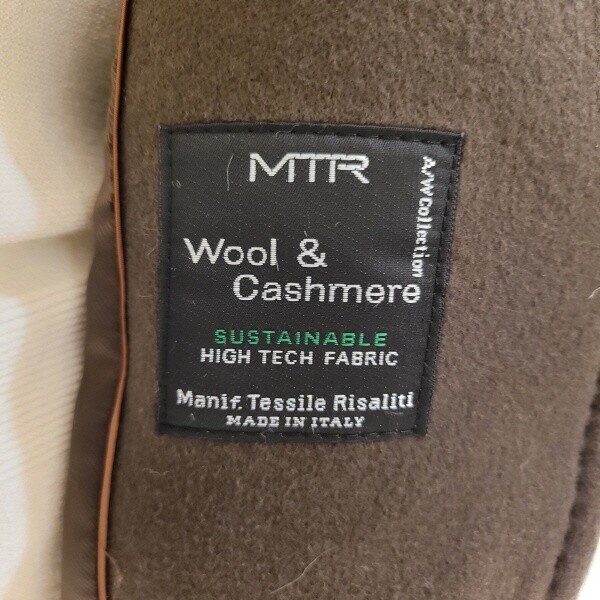 MTR
A/W Collection
Wool &
Cashmere
SUSTAINABLE
HIGH TECH FABRIC
Manif. Tessile Risaliti
MADE IN ITALY